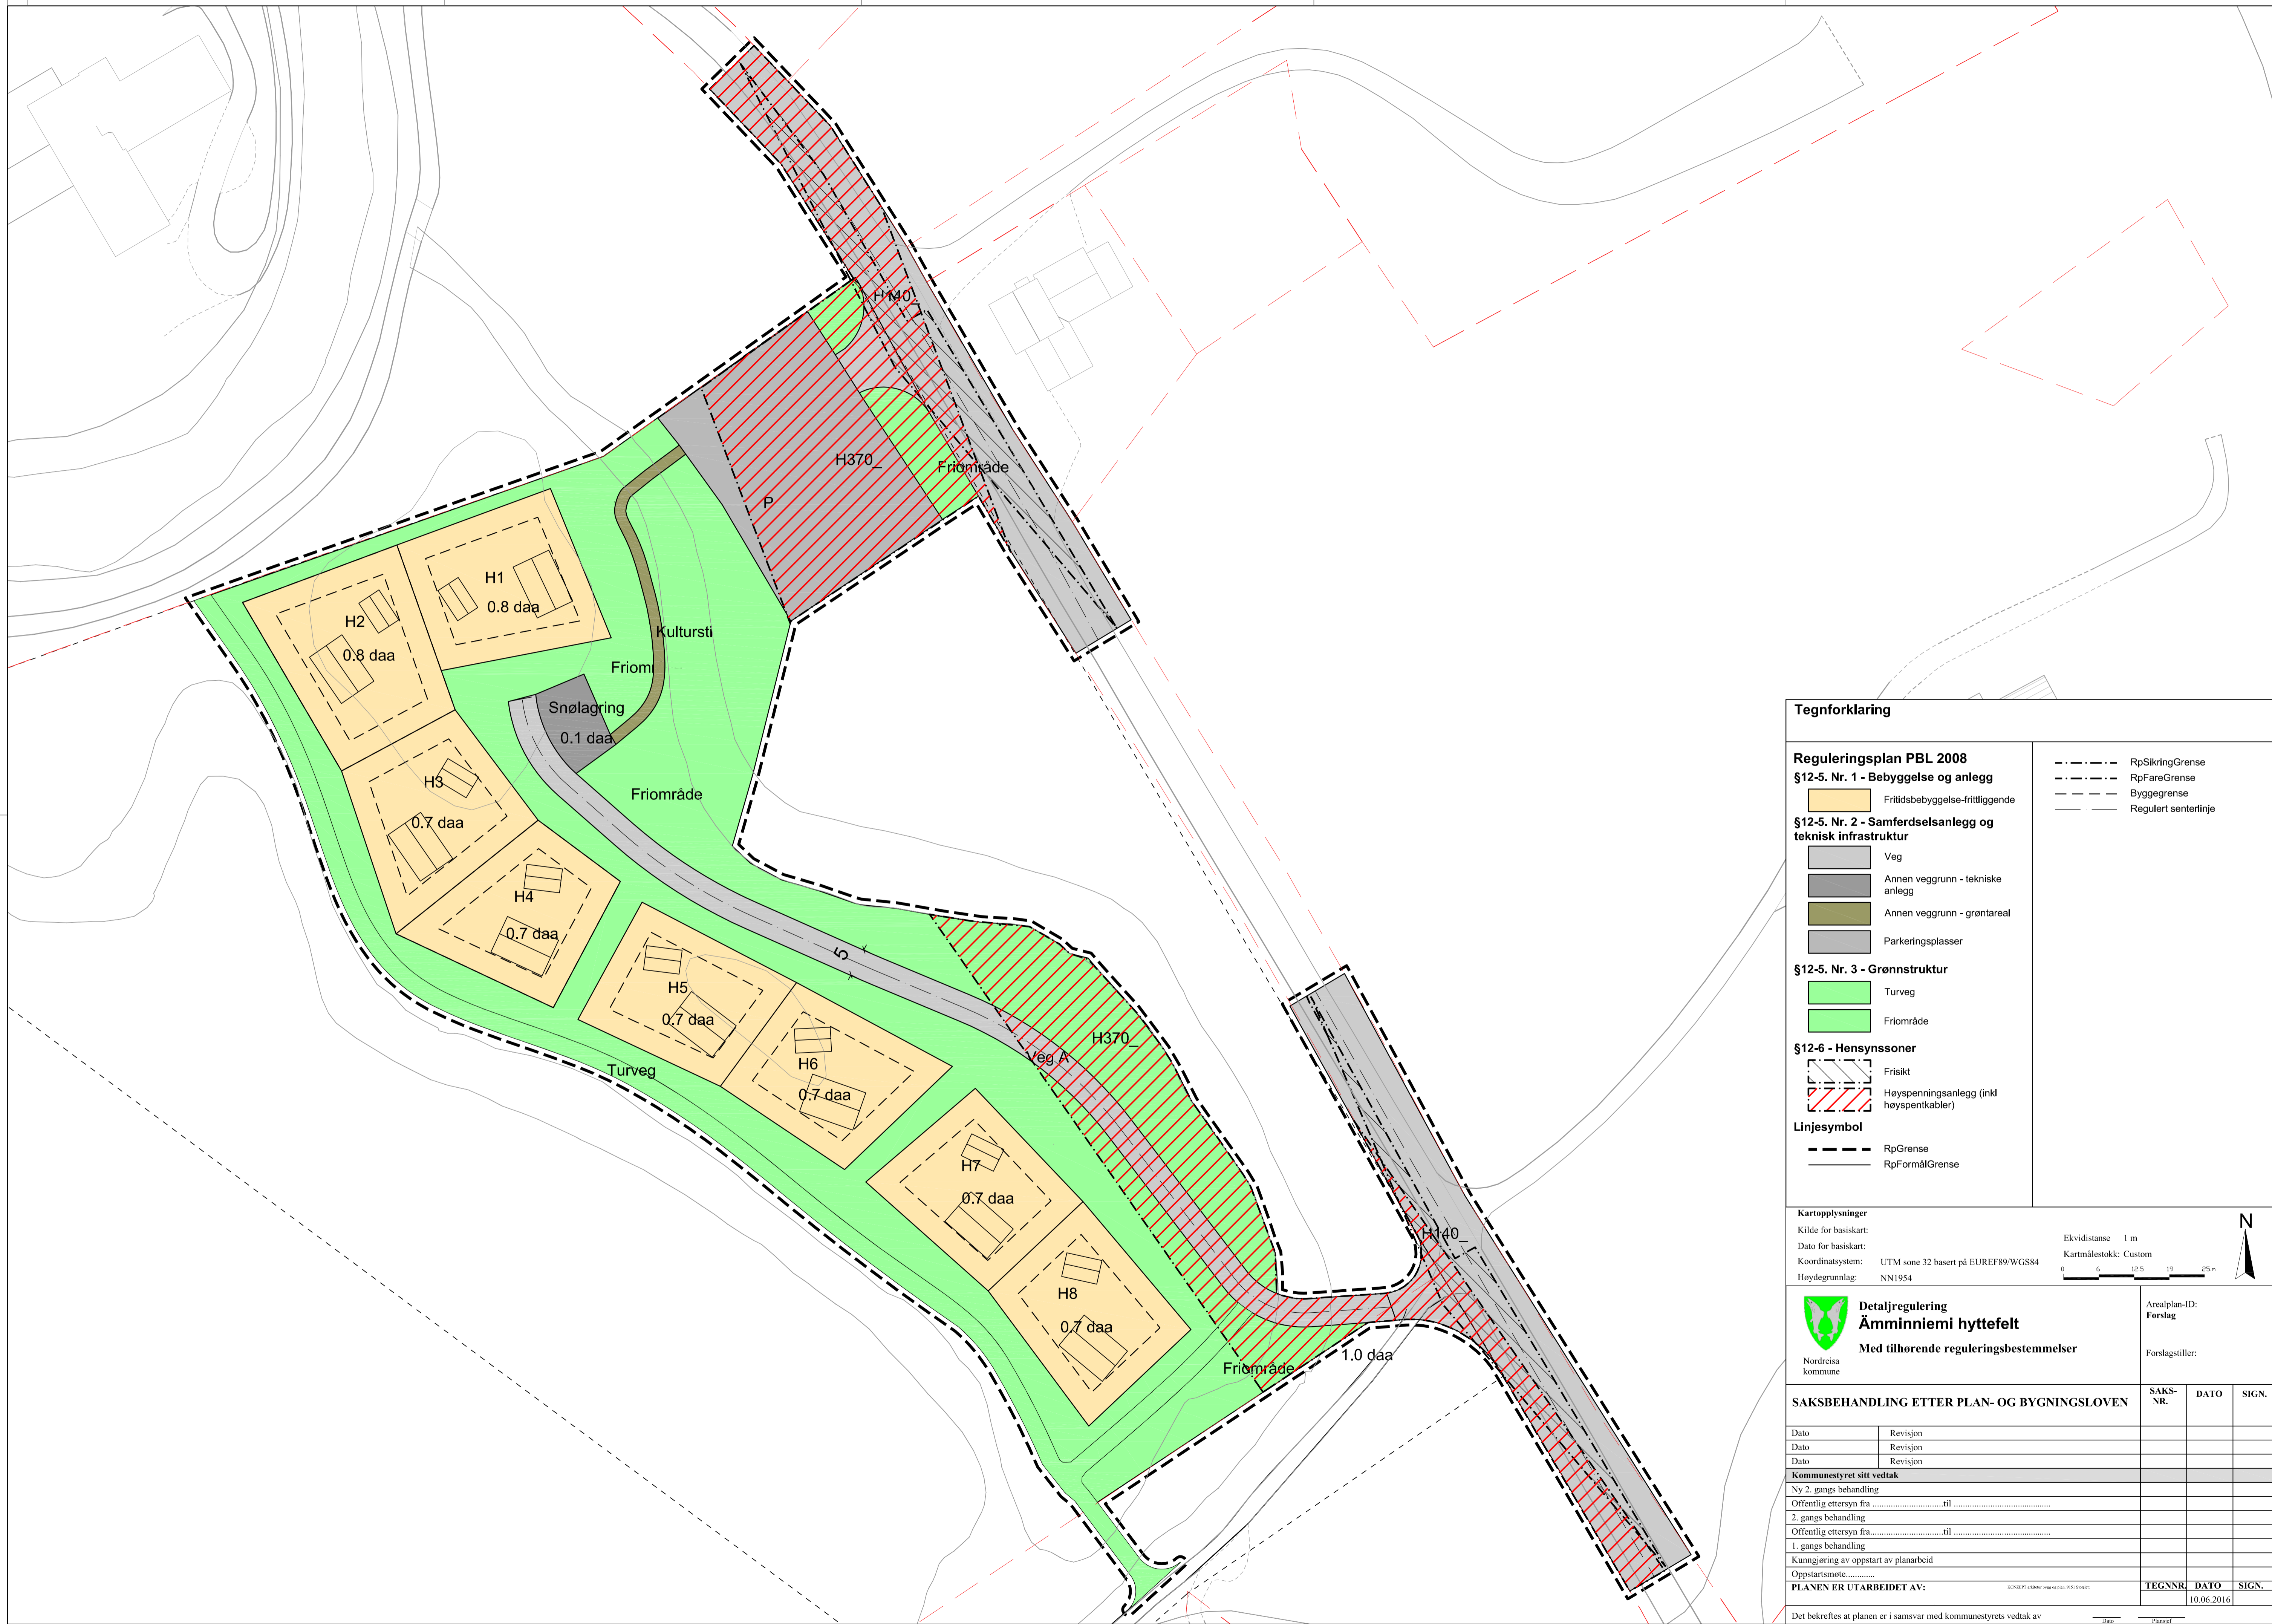 H140_
H370_
Friområde
P
H1
0.8 daa
H2
0.8 daa
Kultursti
Friomr
Snølagring
0.1 daa
H3
0.7 daa
Friområde
H4
0.7 daa
5
H5
0.7 daa
H6
0.7 daa
Turveg
H370_
Veg A
H7
0.7 daa
H8
0.7 daa
H140_
1.0 daa
Friområde
Tegnforklaring
Reguleringsplan PBL 2008
§12-5. Nr. 1 - Bebyggelse og anlegg
Fritidsbebyggelse-frittliggende
§12-5. Nr. 2 - Samferdselsanlegg og
teknisk infrastruktur
Veg
Annen veggrunn - tekniske
anlegg
Annen veggrunn - grøntareal
Parkeringsplasser
§12-5. Nr. 3 - Grønnstruktur
Turveg
Friområde
§12-6 - Hensynssoner
Frisikt
Høyspenningsanlegg (inkl
høyspentkabler)
Linjesymbol
RpGrense
RpFormålGrense
RpSikringGrense
RpFareGrense
Byggegrense
Regulert senterlinje
Kartopplysninger
Kilde for basiskart:
Dato for basiskart:
Koordinatsystem: UTM sone 32 basert på EUREF89/WGS84
Høydegrunnlag: NN1954
Ekvidistanse 1 m
Kartmålestokk: Custom
0 6 12.5 19 25m
N
Nordreisa
kommune
Detaljregulering
Ämminniemi hyttefelt
Med tilhørende reguleringsbestemmelser
Arealplan-ID:
Forslag
Forslagstiller:
SAKSBEHANDLING ETTER PLAN- OG BYGNINGSLOVEN
SAKS-
NR.
DATO
SIGN.
Dato Revisjon
Dato Revisjon
Dato Revisjon
Kommunestyret sitt vedtak
Ny 2. gangs behandling
Offentlig ettersyn fra ................................til ...........................................
2. gangs behandling
Offentlig ettersyn fra.................................til ...........................................
1. gangs behandling
Kunngjøring av oppstart av planarbeid
Oppstartsmøte.............
PLANEN ER UTARBEIDET AV:
TEGNNR. DATO SIGN.
10.06.2016
Det bekreftes at planen er i samsvar med kommunestyrets vedtak av
Dato Plansjef